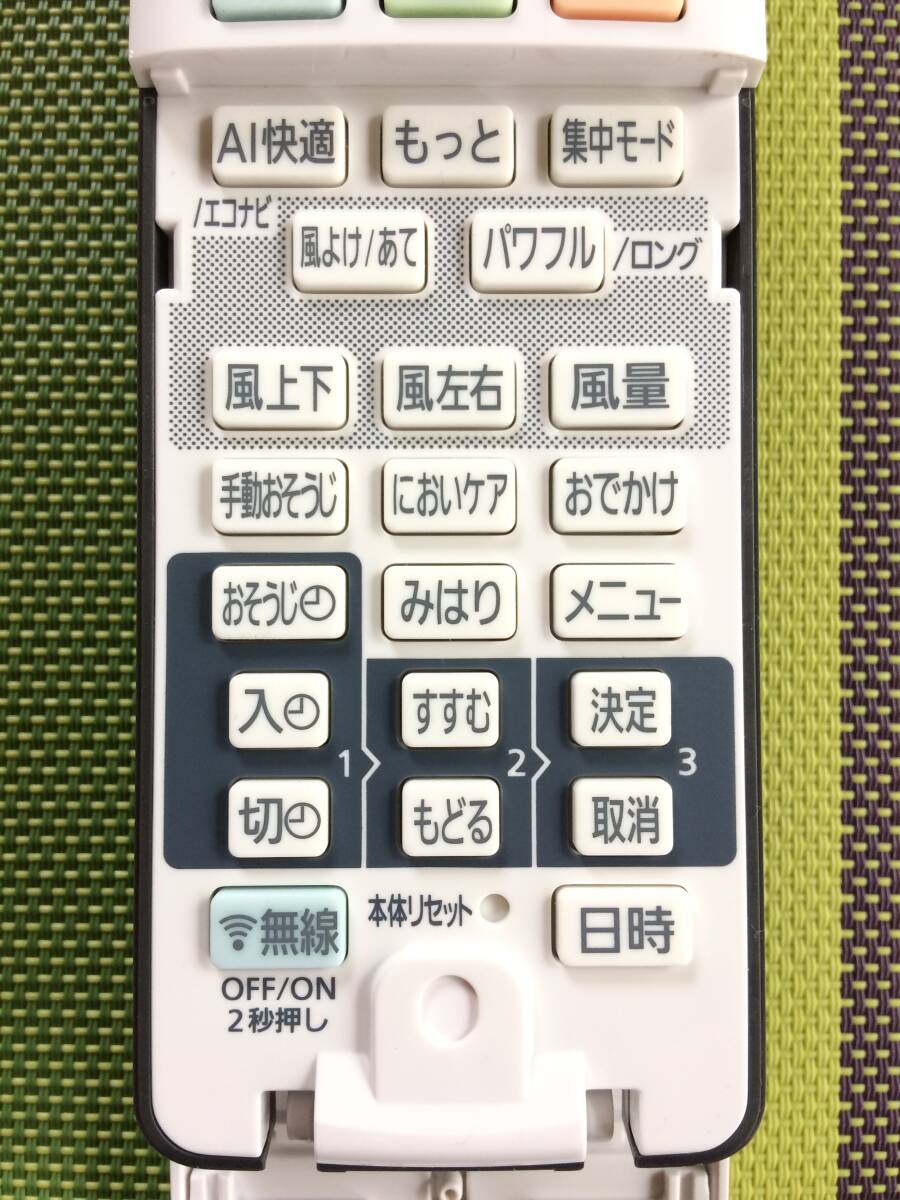 AI快適 もっと 集中モード
/エコナビ
風よけ/あて パワフル /ロング
風上下 風左右 風量
手動おそうじ においケア おでかけ
おそうじ みはり メニュー
入 すすむ 決定
1 2 3
切 もどる 取消
無線 本体リセット 日時
OFF/ON
2秒押し